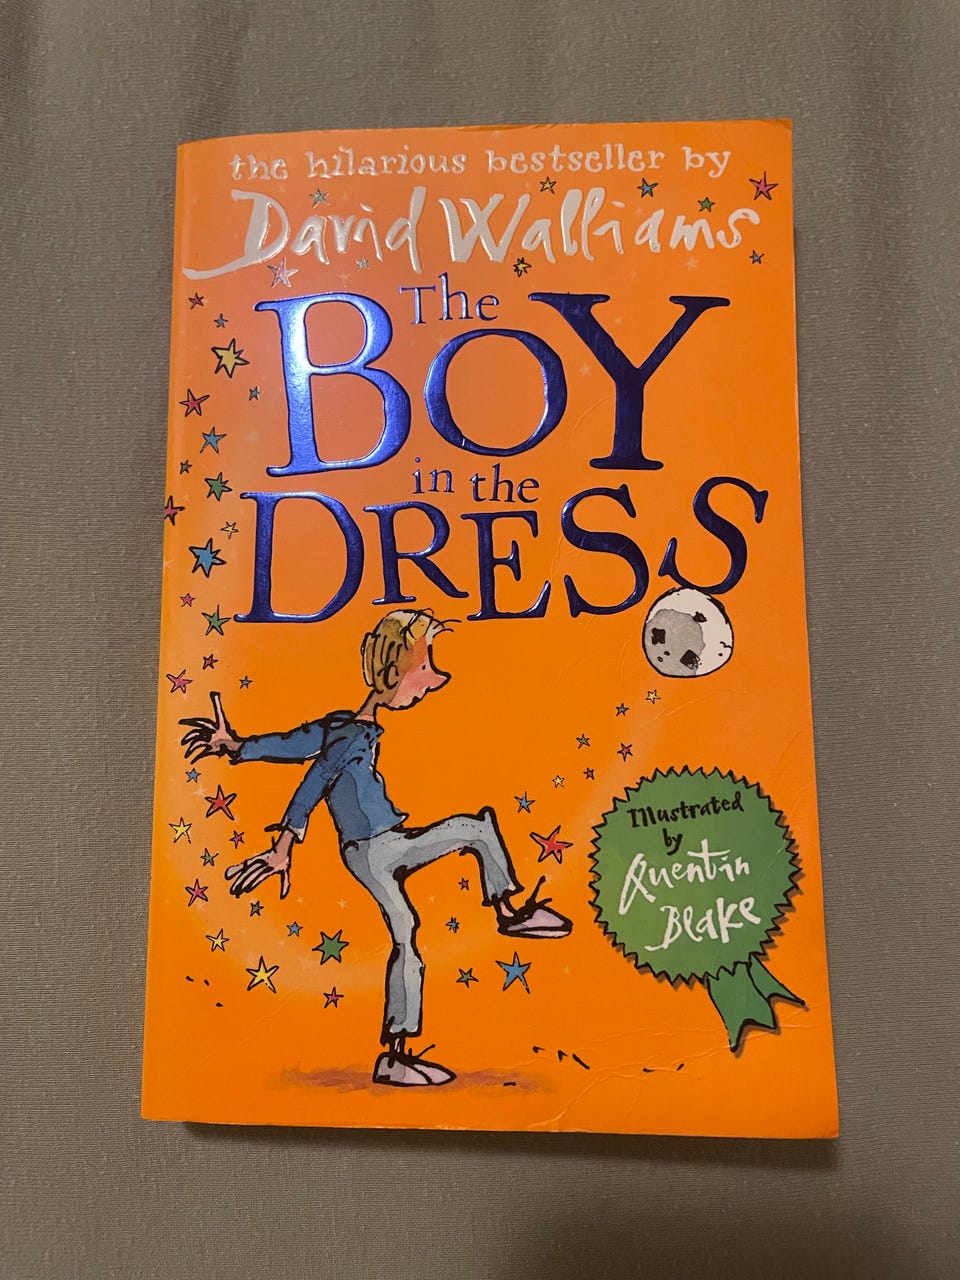 the hilarious bestseller by
David Walliams
The
BOY
in the
DRESS
Illustrated
by
Quentin
Blake